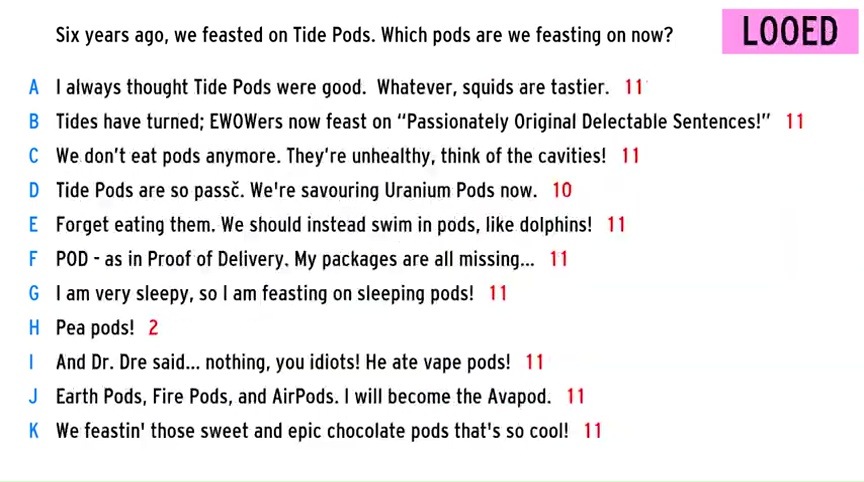 Six years ago, we feasted on Tide Pods. Which pods are we feasting on now?
LOOED
A I always thought Tide Pods were good. Whatever, squids are tastier. 11
B Tides have turned; EWOWers now feast on “Passionately Original Delectable Sentences!” 11
C We don’t eat pods anymore. They’re unhealthy, think of the cavities! 11
D Tide Pods are so passč. We're savouring Uranium Pods now. 10
E Forget eating them. We should instead swim in pods, like dolphins! 11
F POD - as in Proof of Delivery. My packages are all missing... 11
G I am very sleepy, so I am feasting on sleeping pods! 11
H Pea pods! 2
I And Dr. Dre said... nothing, you idiots! He ate vape pods! 11
J Earth Pods, Fire Pods, and AirPods. I will become the Avapod. 11
K We feastin' those sweet and epic chocolate pods that's so cool! 11